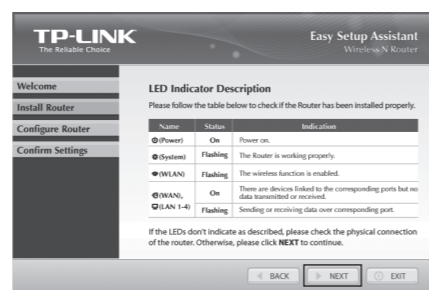 TP-LINK
The Reliable Choice
Easy Setup Assistant
Wireless N Router
Welcome
Install Router
Configure Router
Confirm Settings
LED Indicator Description
Please follow the table below to check if the Router has been installed properly.
Name Status Indication
(Power) On Power on.
(System) Flashing The Router is working properly.
(WLAN) Flashing The wireless function is enabled.
(WAN), On There are devices linked to the corresponding ports but no
data transmitted or received.
(LAN 1-4) Flashing Sending or receiving data over corresponding port.
If the LEDs don't indicate as described, please check the physical connection
of the router. Otherwise, please click NEXT to continue.
BACK NEXT EXIT